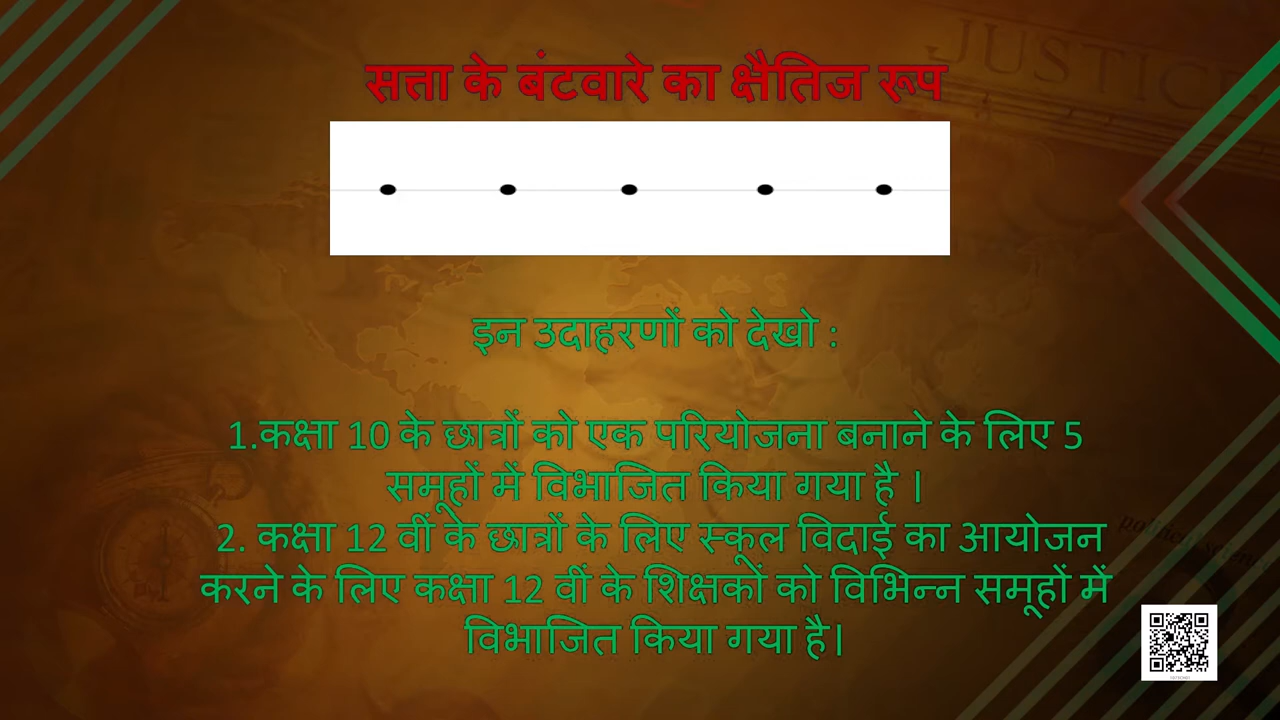 JUSTICE
सत्ता के बंटवारे का क्षैतिज रूप
इन उदाहरणों को देखो :
1.कक्षा 10 के छात्रों को एक परियोजना बनाने के लिए 5
समूहों में विभाजित किया गया है ।
2. कक्षा 12 वीं के छात्रों के लिए स्कूल विदाई का आयोजन
करने के लिए कक्षा 12 वीं के शिक्षकों को विभिन्न समूहों में
विभाजित किया गया है।